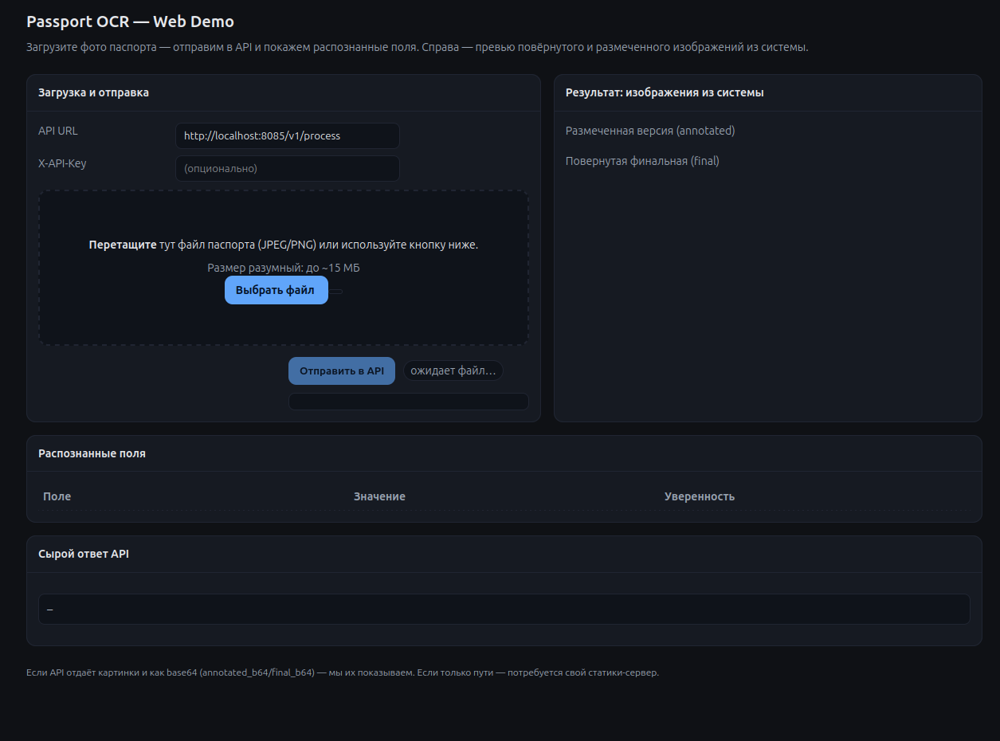 Passport OCR — Web Demo
Загрузите фото паспорта — отправим в API и покажем распознанные поля. Справа — превью повёрнутого и размеченного изображений из системы.
Загрузка и отправка
API URL
http://localhost:8085/v1/process
X-API-Key
(опционально)
Перетащите тут файл паспорта (JPEG/PNG) или используйте кнопку ниже.
Размер разумный: до ~15 МБ
Выбрать файл
Отправить в API
ожидает файл…
Результат: изображения из системы
Размеченная версия (annotated)
Повернутая финальная (final)
Распознанные поля
Поле Значение Уверенность
Сырой ответ API
—
Если API отдаёт картинки и как base64 (annotated_b64/final_b64) — мы их показываем. Если только пути — потребуется свой статики-сервер.